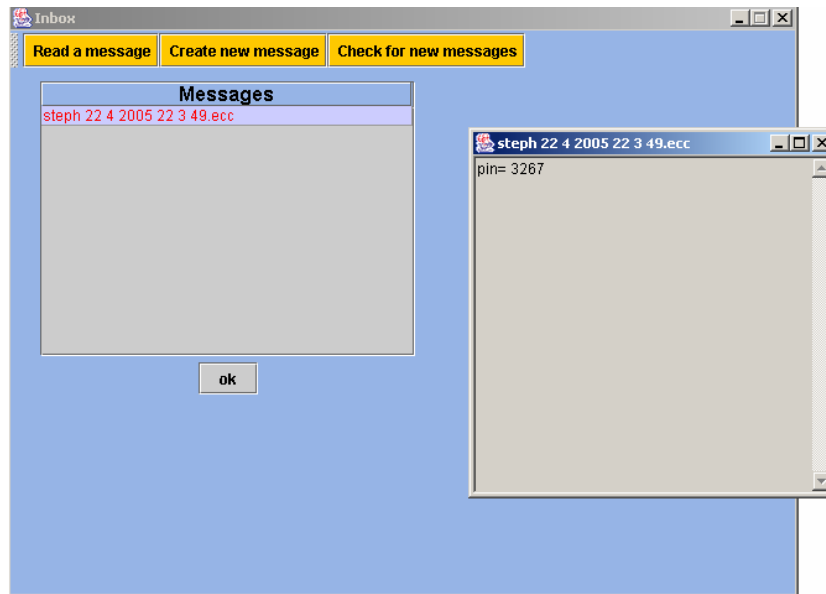 Inbox
Read a message Create new message Check for new messages
Messages
steph 22 4 2005 22 3 49.ecc
steph 22 4 2005 22 3 49.ecc
pin= 3267
ok